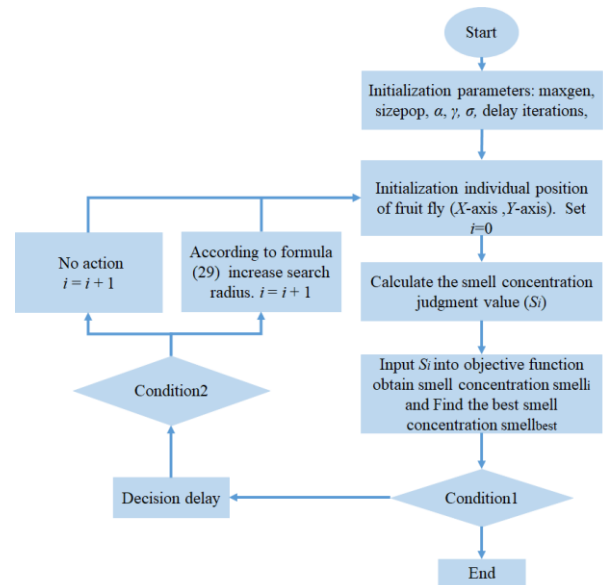 Start
Initialization parameters: maxgen,
sizepop, α, γ, σ, delay iterations,
Initialization individual position
of fruit fly (X-axis ,Y-axis). Set
i=0
No action
i = i + 1
According to formula
(29) increase search
radius. i = i + 1
Calculate the smell concentration
judgment value (Si)
Input Si into objective function
obtain smell concentration smelli
and Find the best smell
concentration smellbest
Condition2
Decision delay
Condition1
End